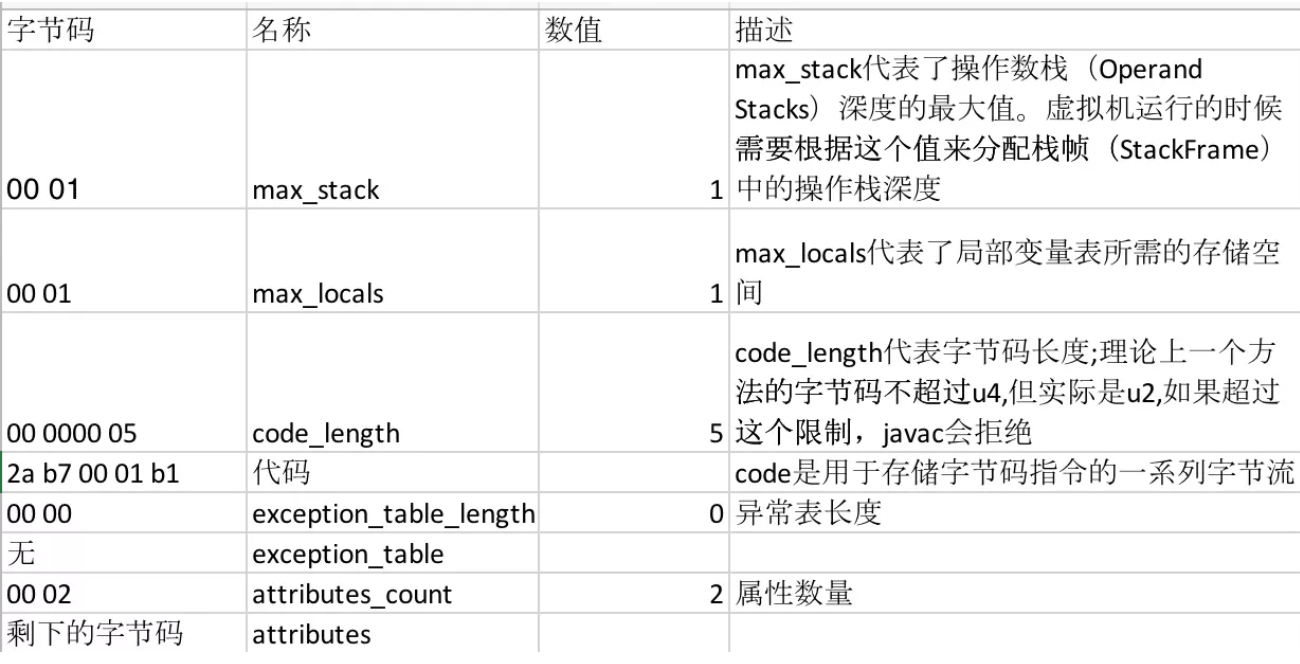 字节码 名称 数值 描述
max_stack代表了操作数栈（Operand
Stacks）深度的最大值。虚拟机运行的时候
需要根据这个值来分配栈帧（StackFrame）
00 01 max_stack 1 中的操作栈深度
max_locals代表了局部变量表所需的存储空
00 01 max_locals 1 间
code_length代表字节码长度;理论上一个方
法的字节码不超过u4,但实际是u2,如果超过
00 0000 05 code_length 5 这个限制，javac会拒绝
2a b7 00 01 b1 代码 code是用于存储字节码指令的一系列字节流
00 00 exception_table_length 0 异常表长度
无 exception_table
00 02 attributes_count 2 属性数量
剩下的字节码 attributes